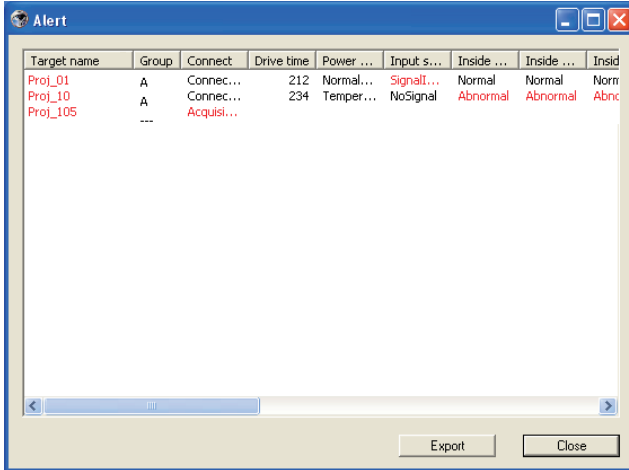 Alert
Target name Group Connect Drive time Power ... Input s... Inside ... Inside ... Insid
Proj_01 A Connec... 212 Normal... SignalI... Normal Normal Norm
Proj_10 A Connec... 234 Temper... NoSignal Abnormal Abnormal Abno
Proj_105 --- Acquisi...
Export Close